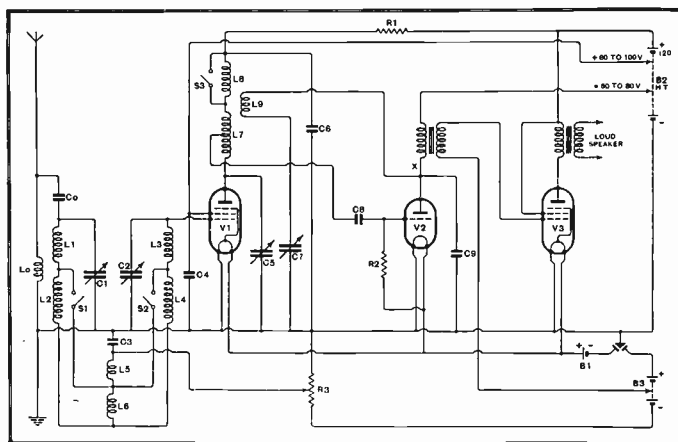 R1
+
120
+ 60 TO 100V
B2
HT
+ 60 TO 80V
-
S3
L8
L9
L7
C6
LOUD
SPEAKER
X
Co
C8
V1
V2
V3
L1
L3
C4
C5
C7
R2
C9
Lo
C1
C2
L2
S1
S2
L4
C3
L5
L6
R3
+ -
B1
B3
+
-